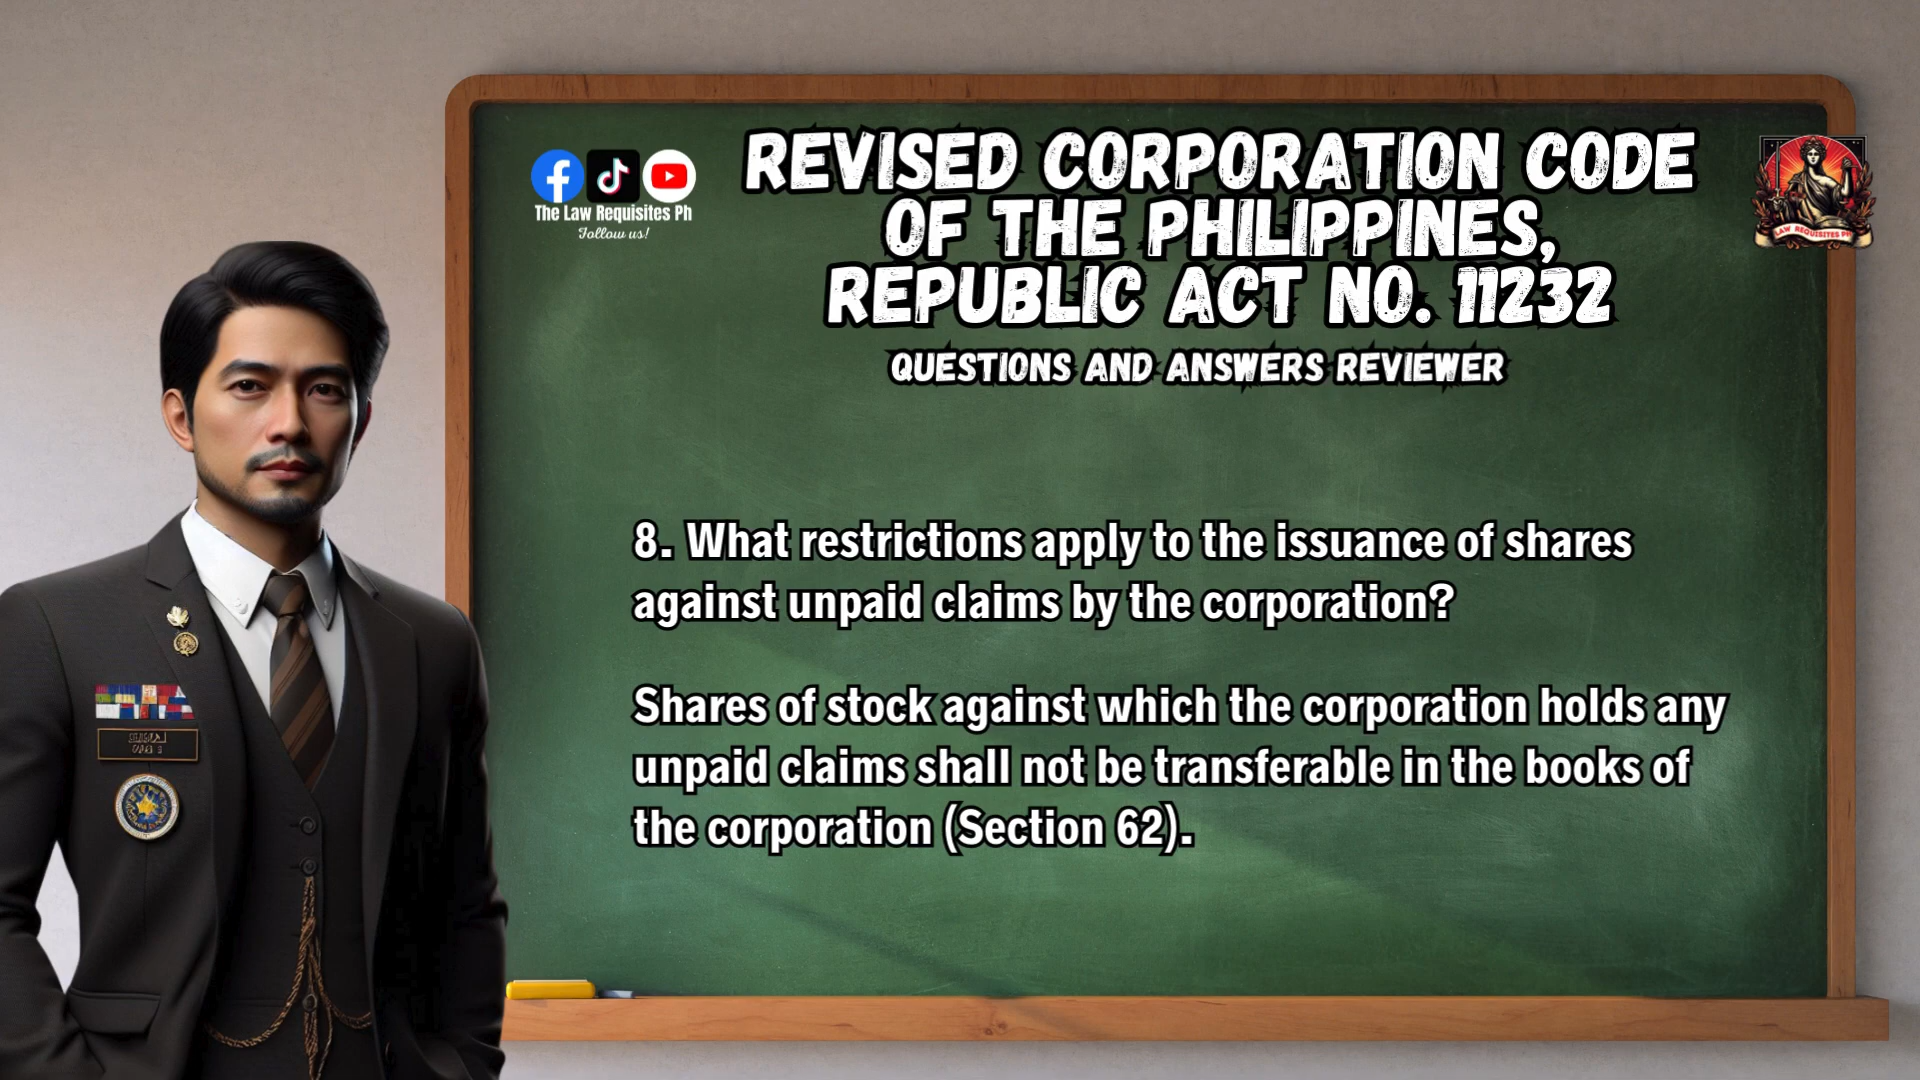 REVISED CORPORATION CODE
OF THE PHILIPPINES,
REPUBLIC ACT NO. 11232
The Law Requisites Ph
Follow us!
LAW REQUISITES PH
QUESTIONS AND ANSWERS REVIEWER
8. What restrictions apply to the issuance of shares
against unpaid claims by the corporation?
Shares of stock against which the corporation holds any
unpaid claims shall not be transferable in the books of
the corporation (Section 62).